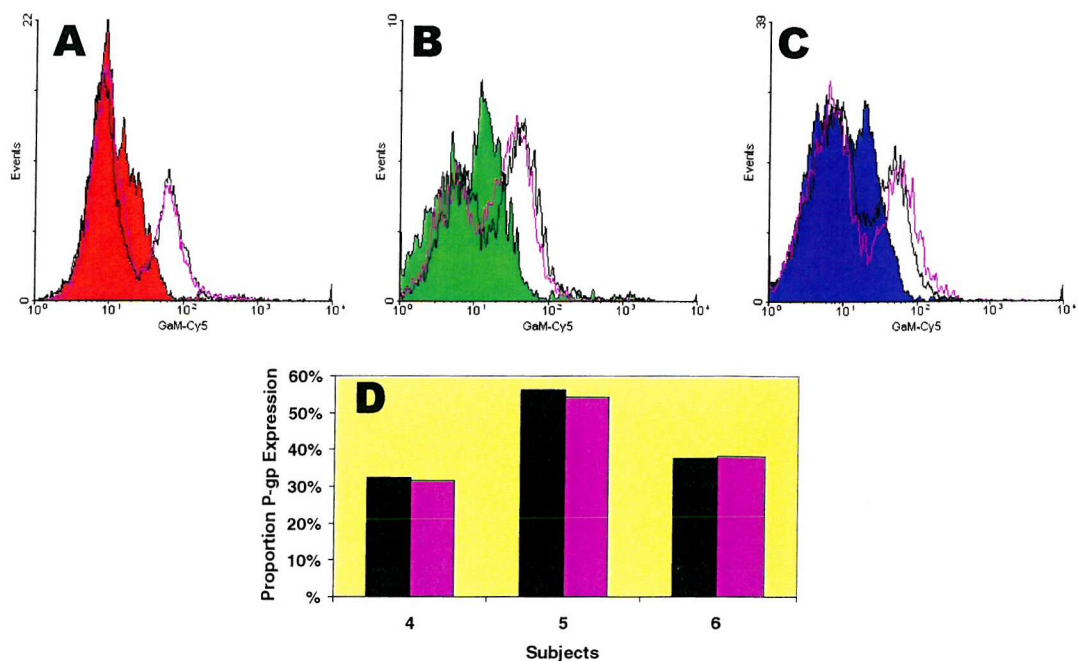 A
22
Events
0
10⁰ 10¹ 10² 10³ 10⁴
GaM-Cy5
B
10
Events
0
10⁰ 10¹ 10² 10³ 10⁴
GaM-Cy5
C
39
Events
0
10⁰ 10¹ 10² 10³ 10⁴
GaM-Cy5
D
Proportion P-gp Expression
60%
50%
40%
30%
20%
10%
%
4 5 6
Subjects